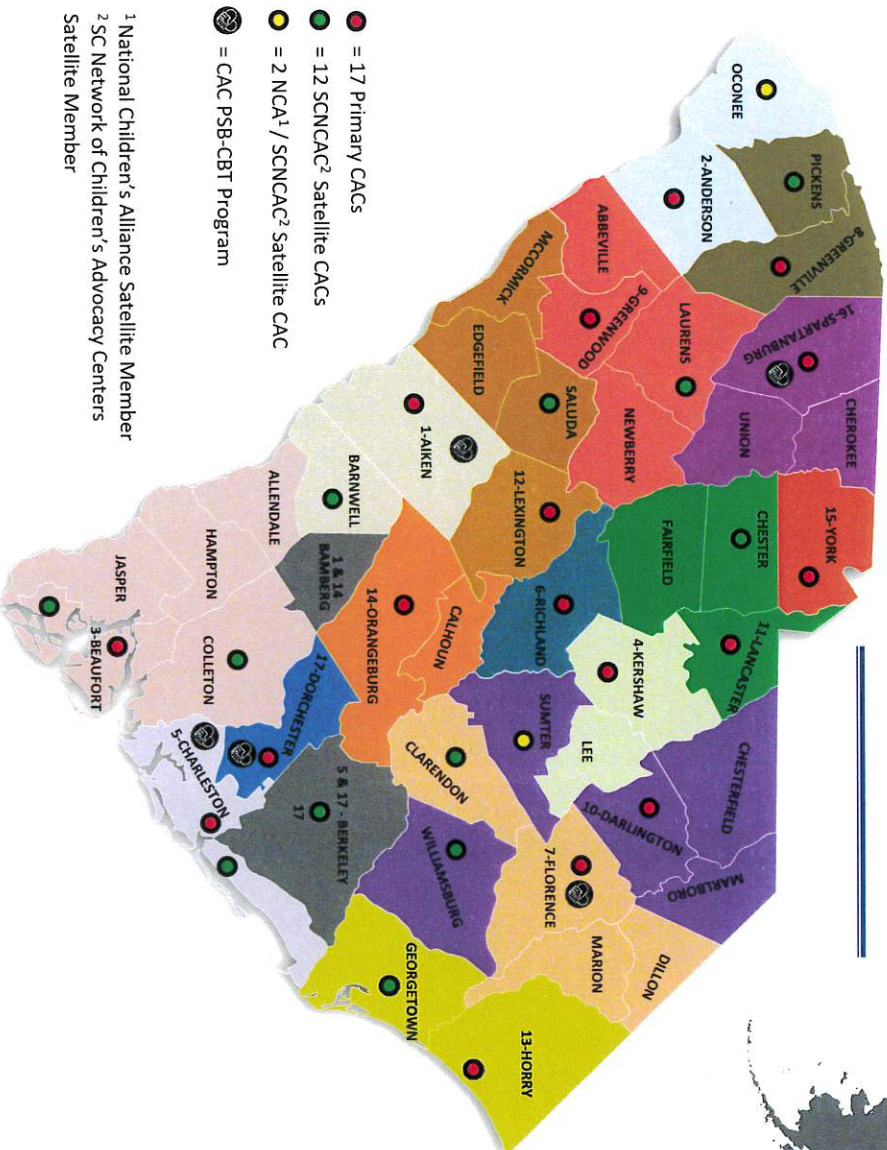 OCONEE
PICKENS
2-ANDERSON
8-GREENVILLE
16-SPARTANBURG
CHEROKEE
UNION
ABBEVILLE
9-GREENWOOD
LAURENS
NEWBERRY
MCCORMICK
EDGEFIELD
SALUDA
12-LEXINGTON
15-YORK
CHESTER
FAIRFIELD
11-LANCASTER
6-RICHLAND
4-KERSHAW
LEE
SUMTER
CHESTERFIELD
10-DARLINGTON
MARLBORO
1-AIKEN
BARNWELL
1 & 14
BAMBERG
14-ORANGEBURG
CALHOUN
CLARENDON
7-FLORENCE
MARION
DILLON
ALLENDALE
HAMPTON
JASPER
3-BEAUFORT
COLLETON
17-DORCHESTER
5-CHARLESTON
5 & 17 - BERKELEY
17
WILLIAMSBURG
GEORGETOWN
13-HORRY
= 17 Primary CACs
= 12 SCNCAC² Satellite CACs
= 2 NCA¹ / SCNCAC² Satellite CAC
= CAC PSB-CBT Program
¹ National Children's Alliance Satellite Member
² SC Network of Children's Advocacy Centers
Satellite Member